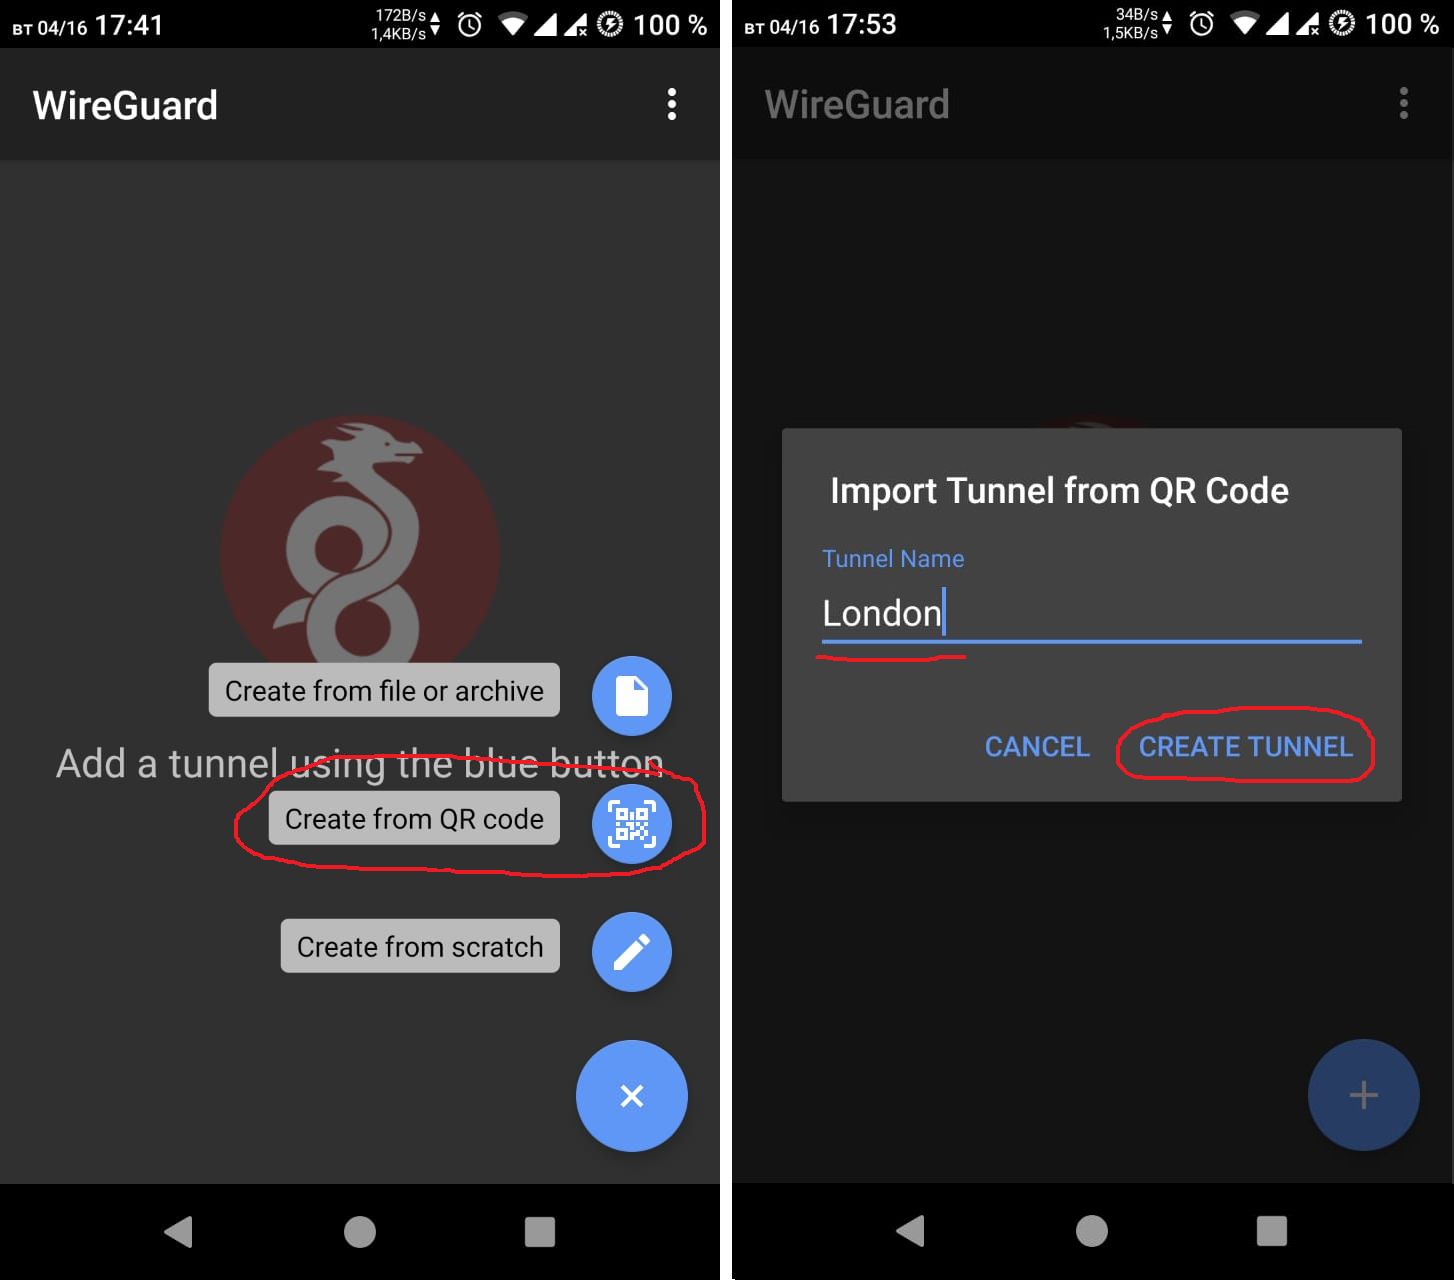 вт 04/16 17:41
172B/s
1,4KB/s
100 %
WireGuard
Create from file or archive
Add a tunnel using the blue button
Create from QR code
Create from scratch
вт 04/16 17:53
34B/s
1,5KB/s
100 %
WireGuard
Import Tunnel from QR Code
Tunnel Name
London
CANCEL CREATE TUNNEL